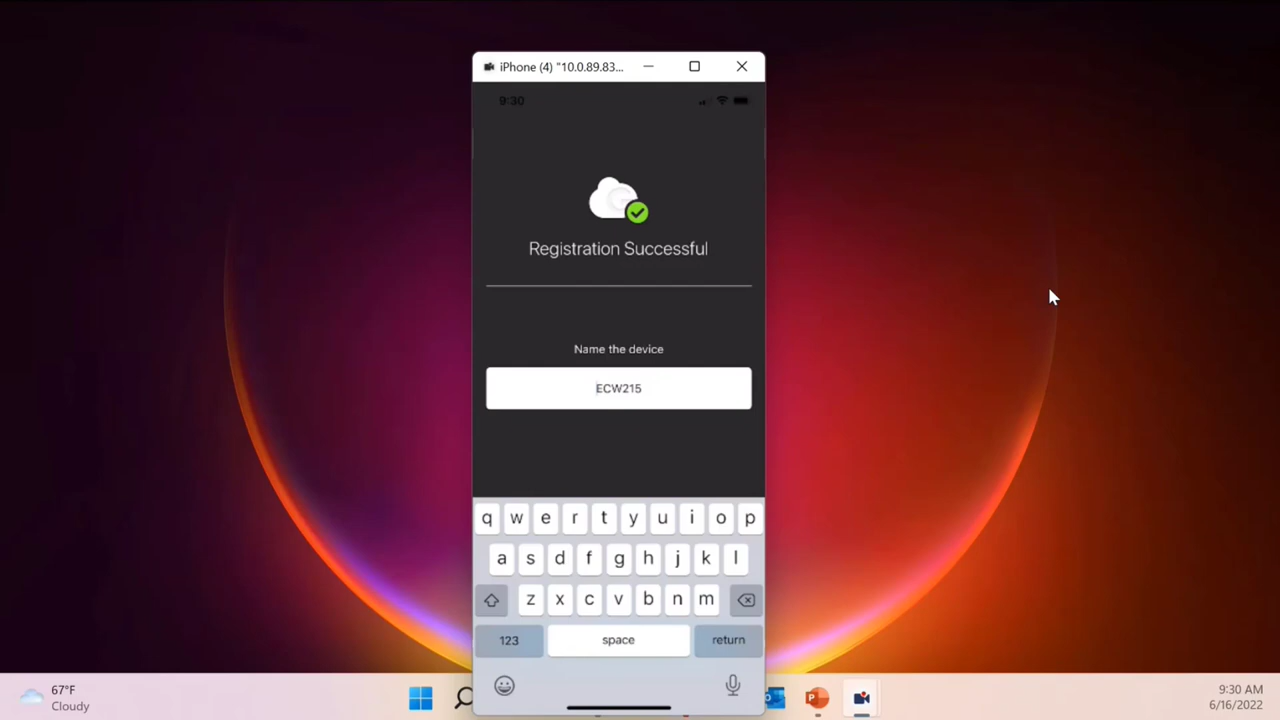 iPhone (4) "10.0.89.83...
9:30
Registration Successful
Name the device
ECW215
q w e r t y u i o p
a s d f g h j k l
z x c v b n m
123 space return
67°F
Cloudy
9:30 AM
6/16/2022